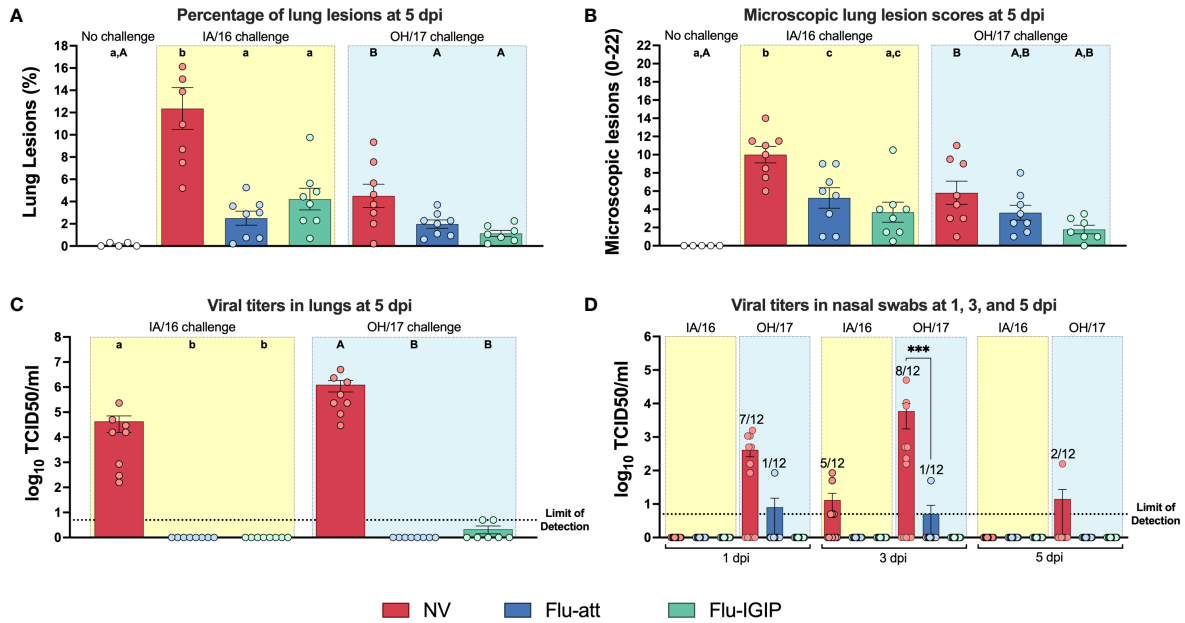 A
Percentage of lung lesions at 5 dpi
No challenge IA/16 challenge OH/17 challenge
a,A b a a B A A
Lung Lesions (%)
18
16
14
12
10
8
6
4
2
0
B
Microscopic lung lesion scores at 5 dpi
No challenge IA/16 challenge OH/17 challenge
a,A b c a,c B A,B A,B
Microscopic lesions (0-22)
22
20
18
16
14
12
10
8
6
4
2
0
C
Viral titers in lungs at 5 dpi
IA/16 challenge OH/17 challenge
a b b A B B
log10 TCID50/ml
8
7
6
5
4
3
2
1
0
Limit of
Detection
D
Viral titers in nasal swabs at 1, 3, and 5 dpi
IA/16 OH/17 IA/16 OH/17 IA/16 OH/17
log10 TCID50/ml
6
5
4
3
2
1
0
7/12
1/12
5/12
8/12
***
1/12
2/12
Limit of
Detection
1 dpi 3 dpi 5 dpi
NV Flu-att Flu-IGIP